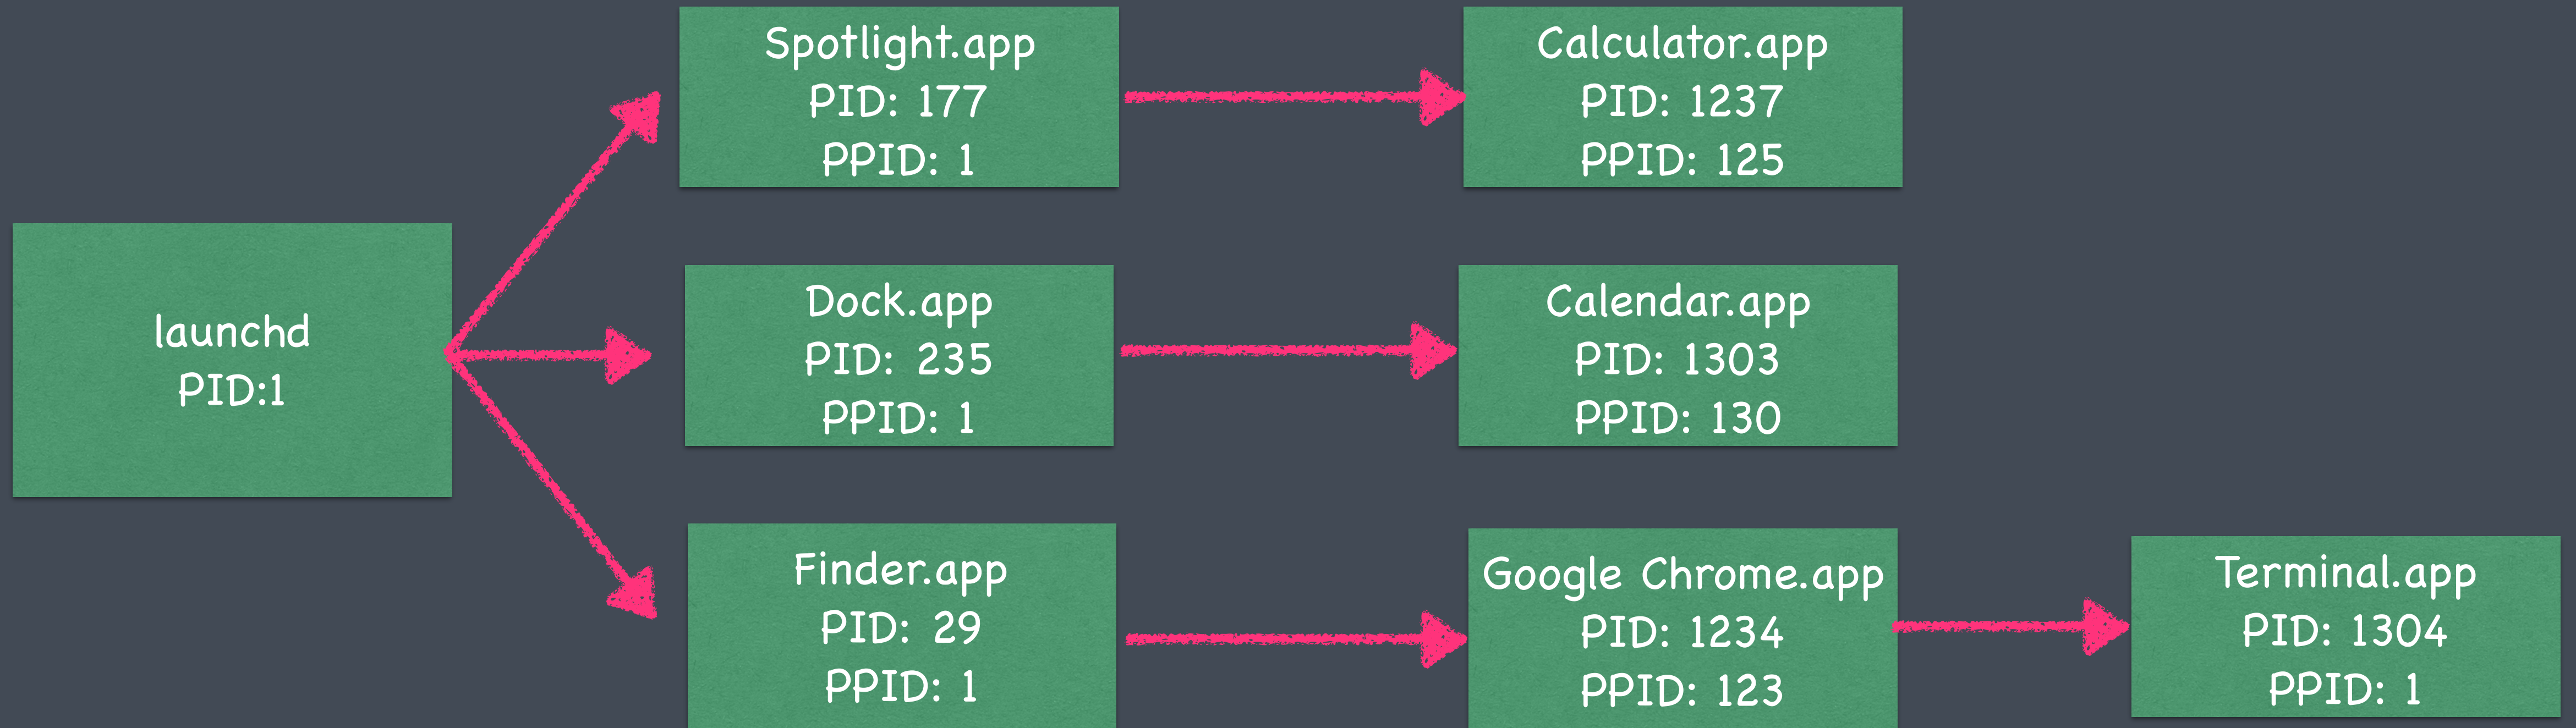 launchd
PID:1
Spotlight.app
PID: 177
PPID: 1
Calculator.app
PID: 1237
PPID: 125
Dock.app
PID: 235
PPID: 1
Calendar.app
PID: 1303
PPID: 130
Finder.app
PID: 29
PPID: 1
Google Chrome.app
PID: 1234
PPID: 123
Terminal.app
PID: 1304
PPID: 1